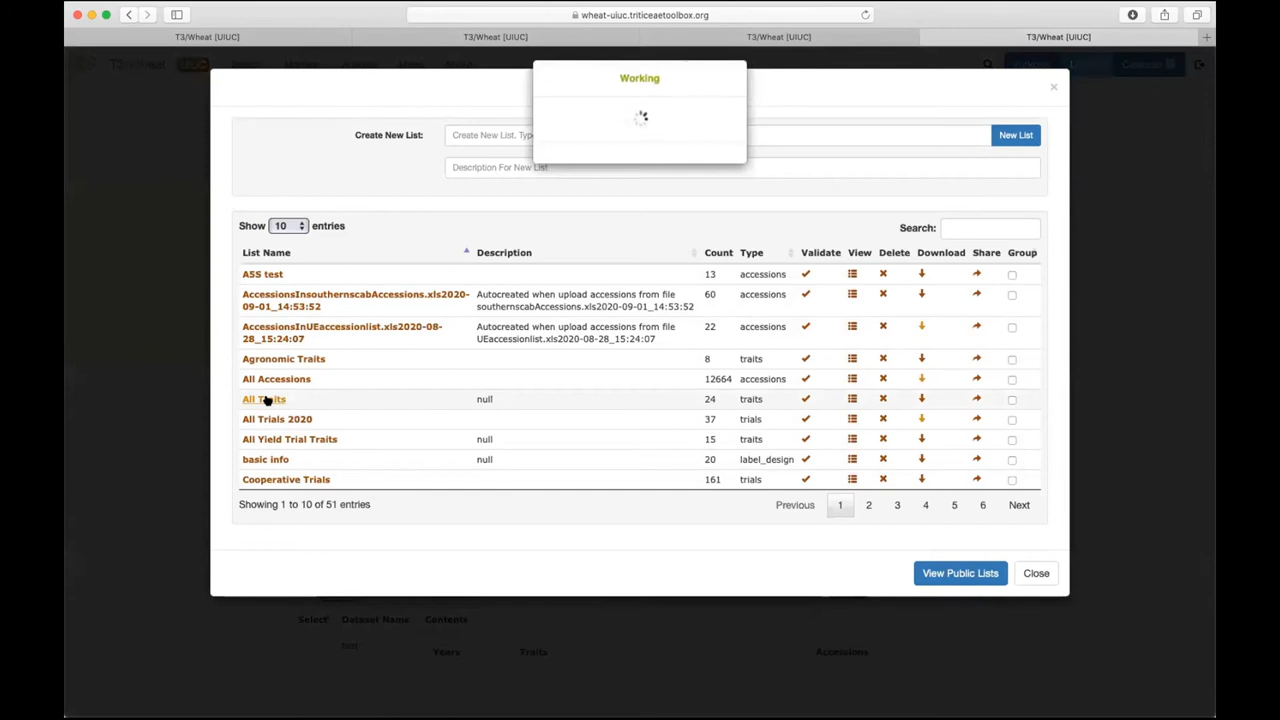 wheat-uiuc.triticeaetoolbox.org
T3/Wheat [UIUC] T3/Wheat [UIUC] T3/Wheat [UIUC] T3/Wheat [UIUC]
T3/Wheat
Calendar
Working
Create New List: Create New List. Typ New List
Description For New List
Show 10 entries Search:
List Name Description Count Type Validate View Delete Download Share Group
A5S test 13 accessions
AccessionsInsouthernscabAccessions.xls2020- Autocreated when upload accessions from file 60 accessions
09-01_14:53:52 southernscabAccessions.xls2020-09-01_14:53:52
AccessionsInUEaccessionlist.xls2020-08- Autocreated when upload accessions from file 22 accessions
28_15:24:07 UEaccessionlist.xls2020-08-28_15:24:07
Agronomic Traits 8 traits
All Accessions 12664 accessions
All Traits null 24 traits
All Trials 2020 37 trials
All Yield Trial Traits null 15 traits
basic info null 20 label_design
Cooperative Trials 161 trials
Showing 1 to 10 of 51 entries Previous 1 2 3 4 5 6 Next
View Public Lists Close
Select Dataset Name Contents
test
Years Traits Accessions